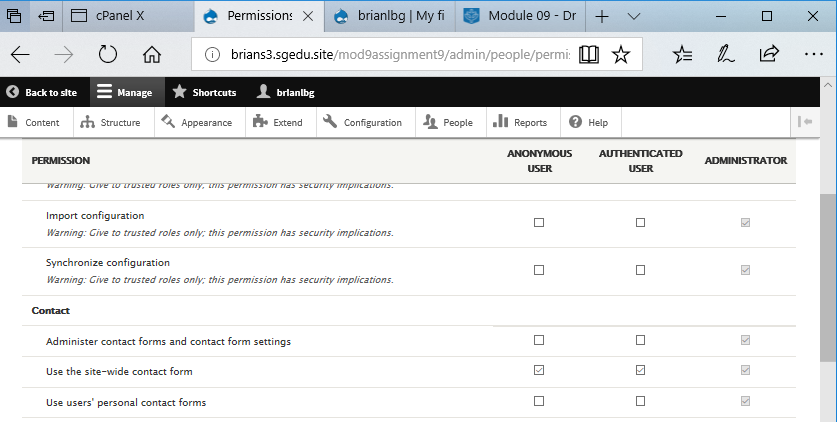 cPanel X
Permissions
brianlbg | My fi
Module 09 - Dr
brians3.sgedu.site/mod9assignment9/admin/people/permi
Back to site
Manage
Shortcuts
brianlbg
Content
Structure
Appearance
Extend
Configuration
People
Reports
Help
PERMISSION
ANONYMOUS
USER
AUTHENTICATED
USER
ADMINISTRATOR
Warning: Give to trusted roles only; this permission has security implications.
Import configuration
Warning: Give to trusted roles only; this permission has security implications.
Synchronize configuration
Warning: Give to trusted roles only; this permission has security implications.
Contact
Administer contact forms and contact form settings
Use the site-wide contact form
Use users' personal contact forms